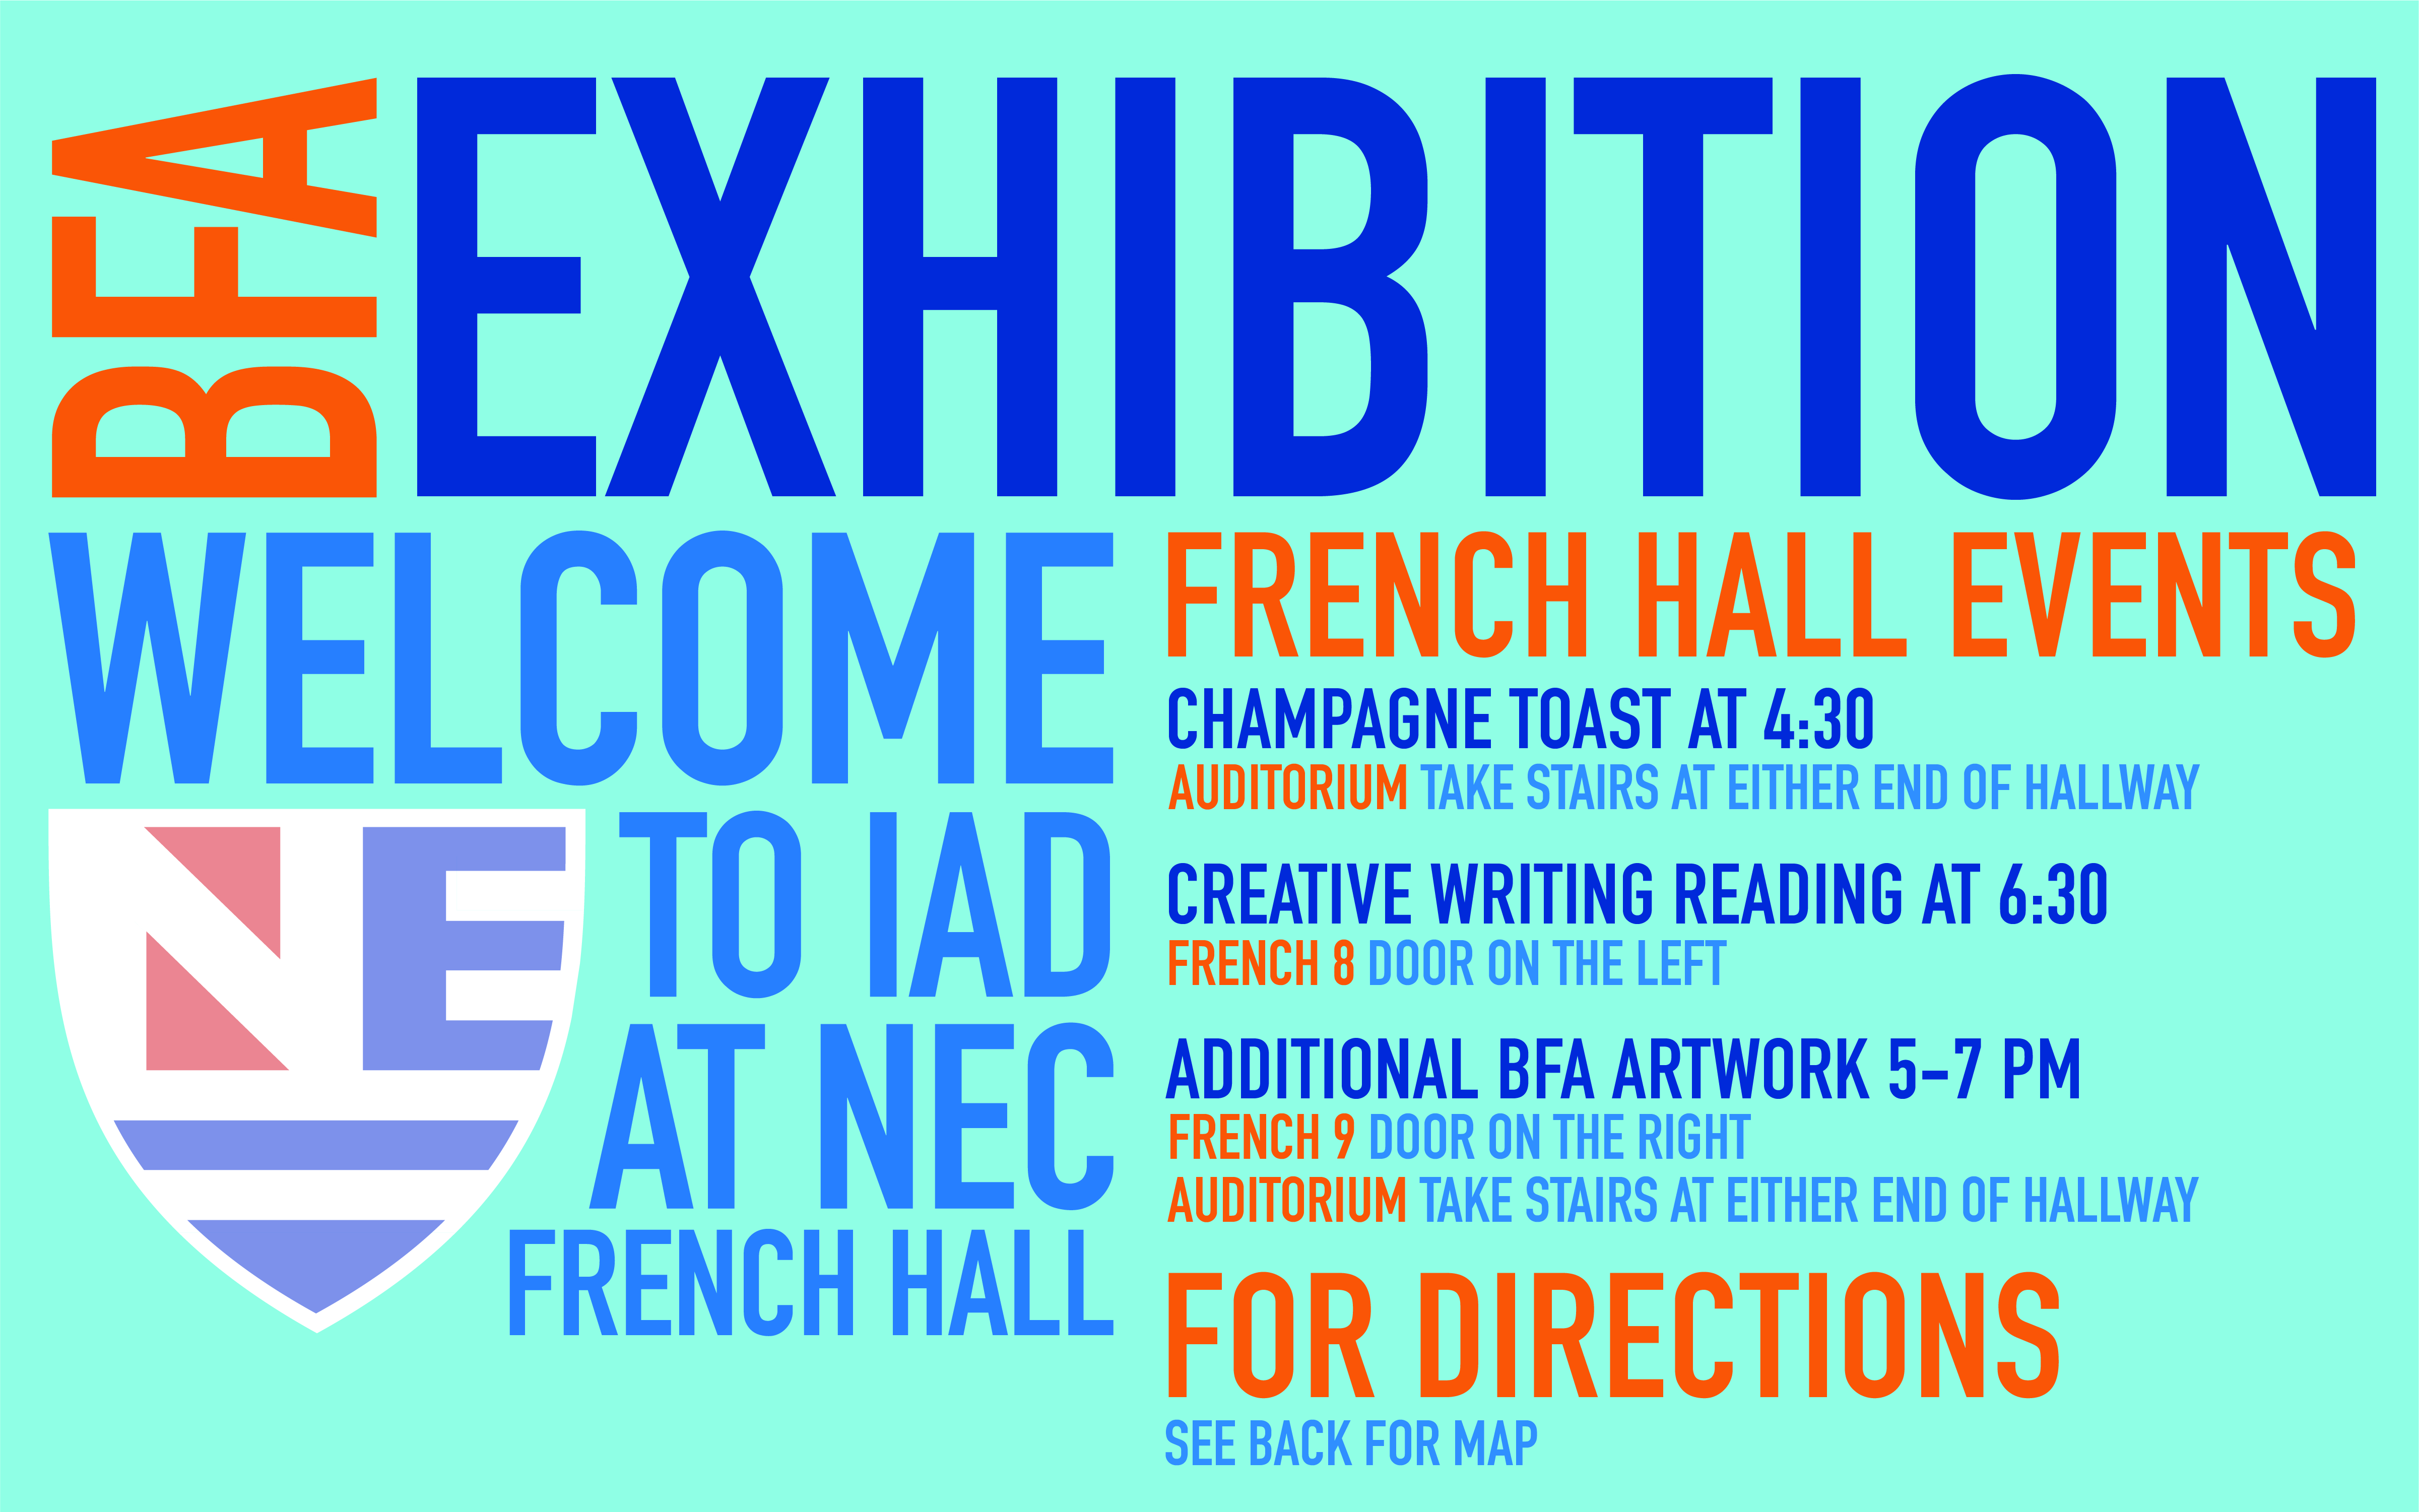 BFA
EXHIBITION
WELCOME
TO IAD
AT NEC
FRENCH HALL
NE
FRENCH HALL EVENTS
CHAMPAGNE TOAST AT 4:30
AUDITORIUM TAKE STAIRS AT EITHER END OF HALLWAY
CREATIVE WRITING READING AT 6:30
FRENCH 8 DOOR ON THE LEFT
ADDITIONAL BFA ARTWORK 5-7 PM
FRENCH 9 DOOR ON THE RIGHT
AUDITORIUM TAKE STAIRS AT EITHER END OF HALLWAY
FOR DIRECTIONS
SEE BACK FOR MAP